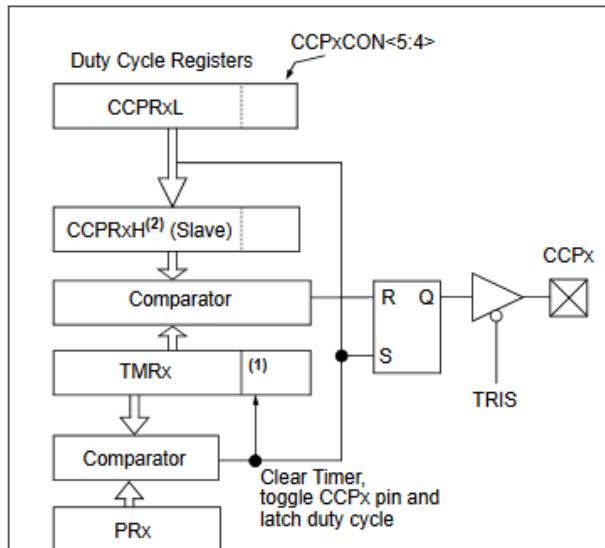 CCPxCON<5:4>
Duty Cycle Registers
CCPRxL
CCPRxH(2) (Slave)
CCPx
Comparator
R Q
TMRx (1)
S
TRIS
Comparator
Clear Timer,
toggle CCPx pin and
latch duty cycle
PRx